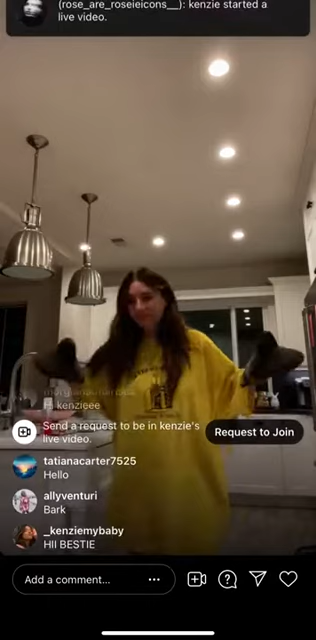 (rose_are_roseieicons__): kenzie started a
live video.
Hi kenzieee
Send a request to be in kenzie's
live video.
Request to Join
tatianacarter7525
Hello
allyventuri
Bark
_kenziemybaby
HII BESTIE
Add a comment...